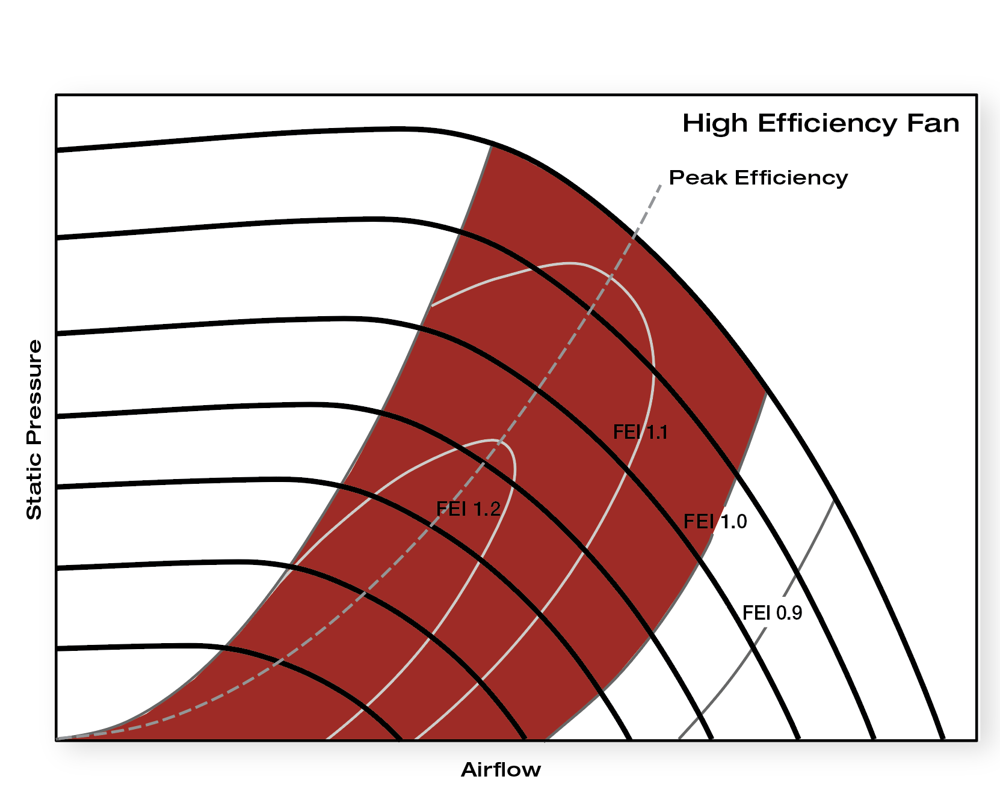 High Efficiency Fan
Peak Efficiency
Static Pressure
FEI 1.1
FEI 1.2
FEI 1.0
FEI 0.9
Airflow